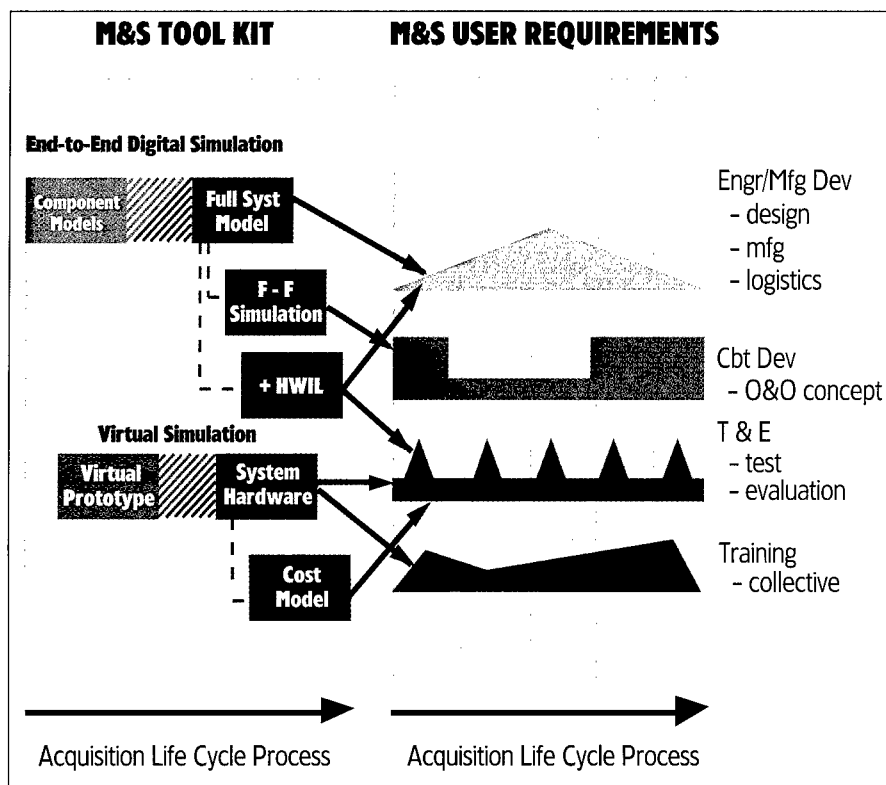 M&S TOOL KIT
M&S USER REQUIREMENTS
End-to-End Digital Simulation
Component
Models
Full Syst
Model
F - F
Simulation
+ HWIL
Virtual Simulation
Virtual
Prototype
System
Hardware
Cost
Model
Engr/Mfg Dev
- design
- mfg
- logistics
Cbt Dev
- O&O concept
T & E
- test
- evaluation
Training
- collective
Acquisition Life Cycle Process
Acquisition Life Cycle Process